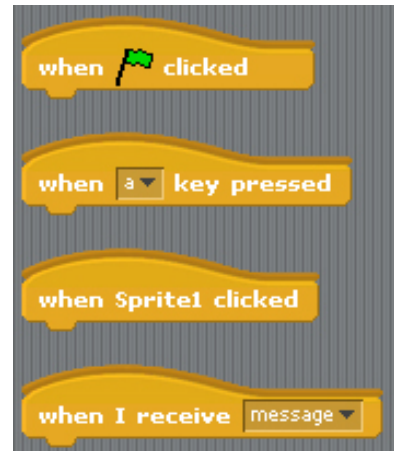 when clicked
when a key pressed
when Sprite1 clicked
when I receive message